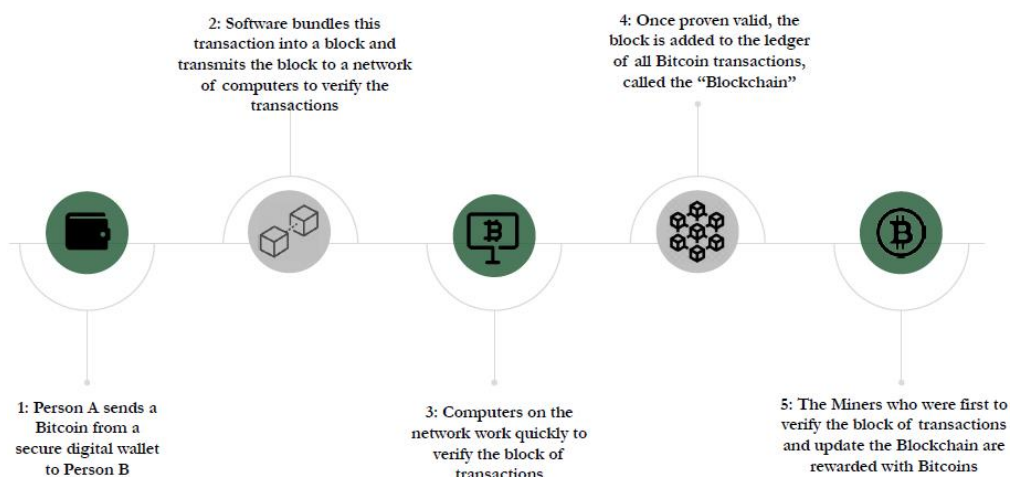 1: Person A sends a
Bitcoin from a
secure digital wallet
to Person B
2: Software bundles this
transaction into a block and
transmits the block to a network
of computers to verify the
transactions
3: Computers on the
network work quickly to
verify the block of
transactions
4: Once proven valid, the
block is added to the ledger
of all Bitcoin transactions,
called the “Blockchain”
5: The Miners who were first to
verify the block of transactions
and update the Blockchain are
rewarded with Bitcoins